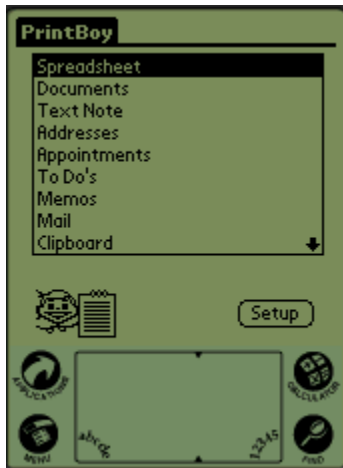 PrintBoy
Spreadsheet
Documents
Text Note
Addresses
Appointments
To Do's
Memos
Mail
Clipboard
Setup
APPLICATIONS
CALCULATOR
abcde
12345
MENU
FIND